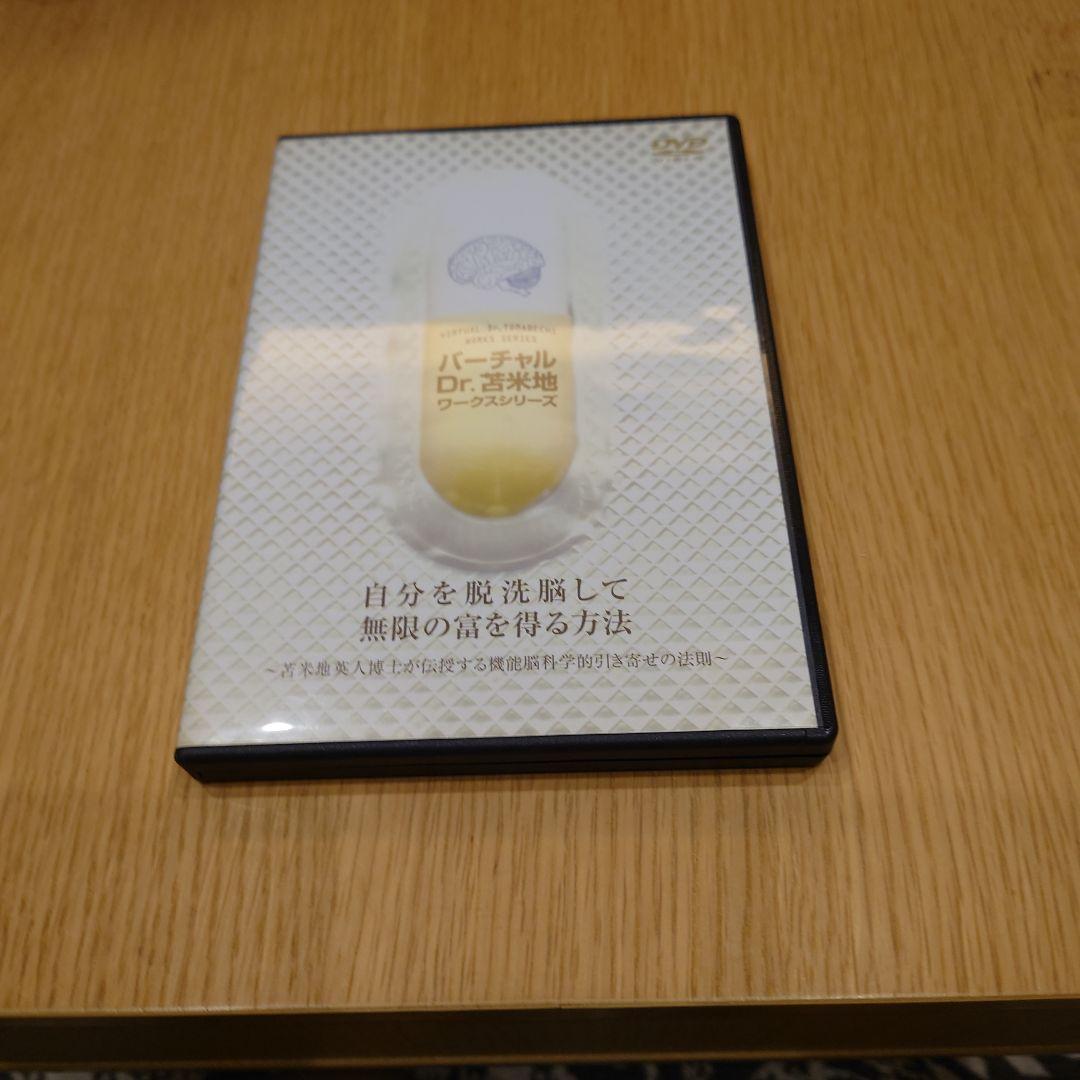 DVD
VIRTUAL Dr.TOMABECHI
WORKS SERIES
バーチャル
Dr.苫米地
ワークスシリーズ
自分を脱洗脳して
無限の富を得る方法
～苫米地英人博士が伝授する機能脳科学的引き寄せの法則～